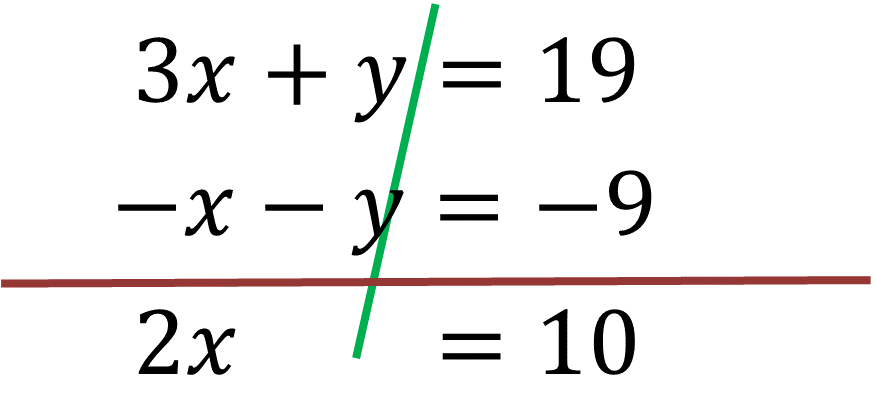 3x + y = 19
−x − y = −9
2x = 10